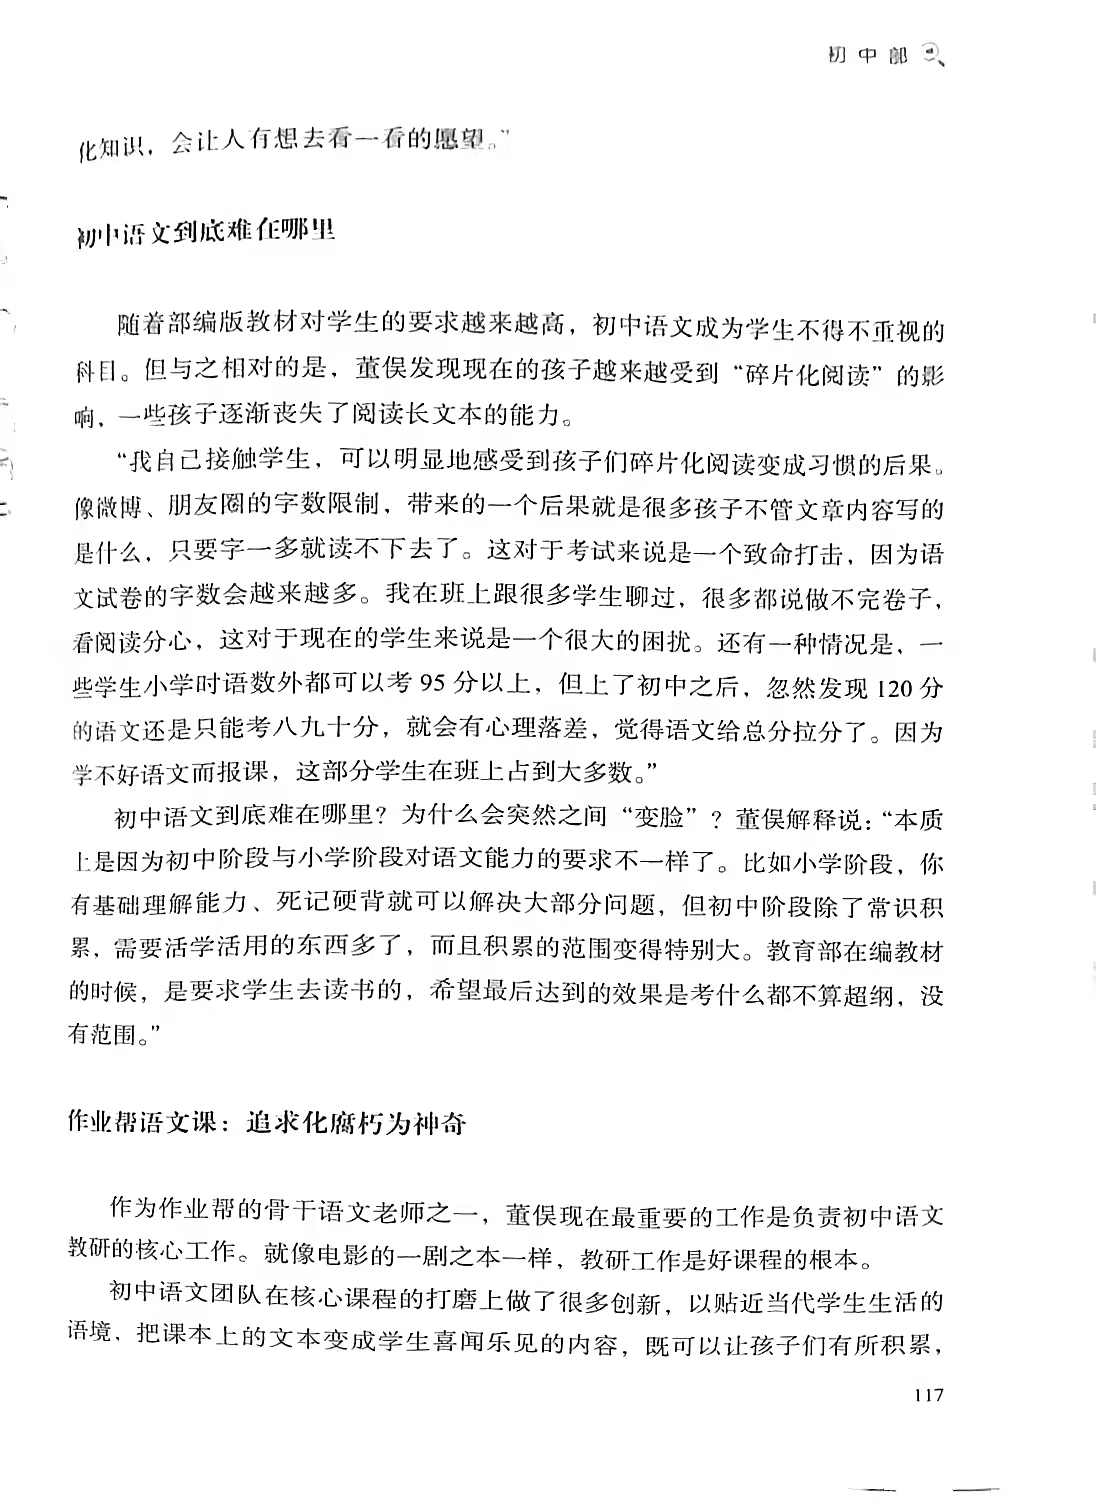 初中部
化知识，会让人有想去看一看的愿望。”
初中语文到底难在哪里
随着部编版教材对学生的要求越来越高，初中语文成为学生不得不重视的
科目。但与之相对的是，董俣发现现在的孩子越来越受到“碎片化阅读”的影
响，一些孩子逐渐丧失了阅读长文本的能力。
“我自己接触学生，可以明显地感受到孩子们碎片化阅读变成习惯的后果。
像微博、朋友圈的字数限制，带来的一个后果就是很多孩子不管文章内容写的
是什么，只要字一多就读不下去了。这对于考试来说是一个致命打击，因为语
文试卷的字数会越来越多。我在班上跟很多学生聊过，很多都说做不完卷子，
看阅读分心，这对于现在的学生来说是一个很大的困扰。还有一种情况是，一
些学生小学时语数外都可以考 95 分以上，但上了初中之后，忽然发现 120 分
的语文还是只能考八九十分，就会有心理落差，觉得语文给总分拉分了。因为
学不好语文而报课，这部分学生在班上占到大多数。”
初中语文到底难在哪里？为什么会突然之间“变脸”？董俣解释说：“本质
上是因为初中阶段与小学阶段对语文能力的要求不一样了。比如小学阶段，你
有基础理解能力、死记硬背就可以解决大部分问题，但初中阶段除了常识积
累，需要活学活用的东西多了，而且积累的范围变得特别大。教育部在编教材
的时候，是要求学生去读书的，希望最后达到的效果是考什么都不算超纲，没
有范围。”
作业帮语文课：追求化腐朽为神奇
作为作业帮的骨干语文老师之一，董俣现在最重要的工作是负责初中语文
教研的核心工作。就像电影的一剧之本一样，教研工作是好课程的根本。
初中语文团队在核心课程的打磨上做了很多创新，以贴近当代学生生活的
语境，把课本上的文本变成学生喜闻乐见的内容，既可以让孩子们有所积累，
117